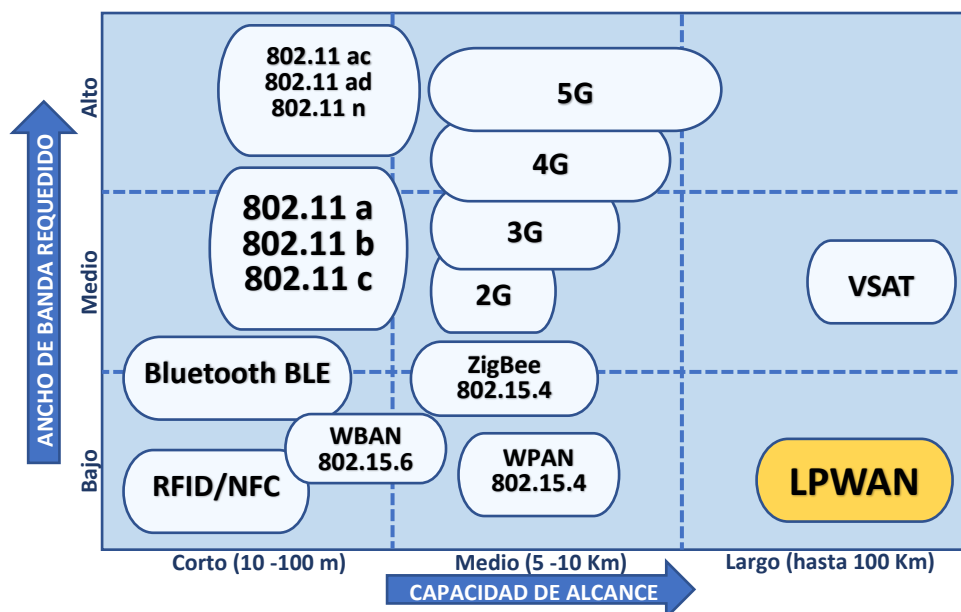 802.11 ac
802.11 ad
802.11 n
5G
4G
802.11 a
802.11 b
802.11 c
3G
2G
VSAT
Bluetooth BLE
ZigBee
802.15.4
WBAN
802.15.6
WPAN
802.15.4
RFID/NFC
LPWAN
Alto
Medio
Bajo
ANCHO DE BANDA REQUEDIDO
Corto (10 -100 m)
Medio (5 -10 Km)
Largo (hasta 100 Km)
CAPACIDAD DE ALCANCE